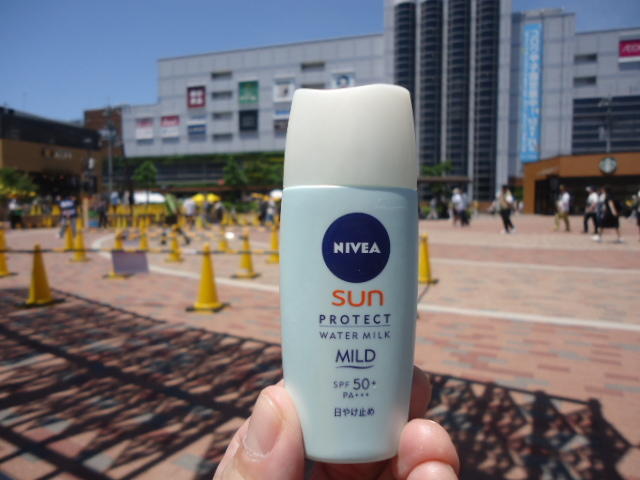 NIVEA
sun
PROTECT
WATER MILK
MILD
SPF 50+
PA+++
日やけ止め